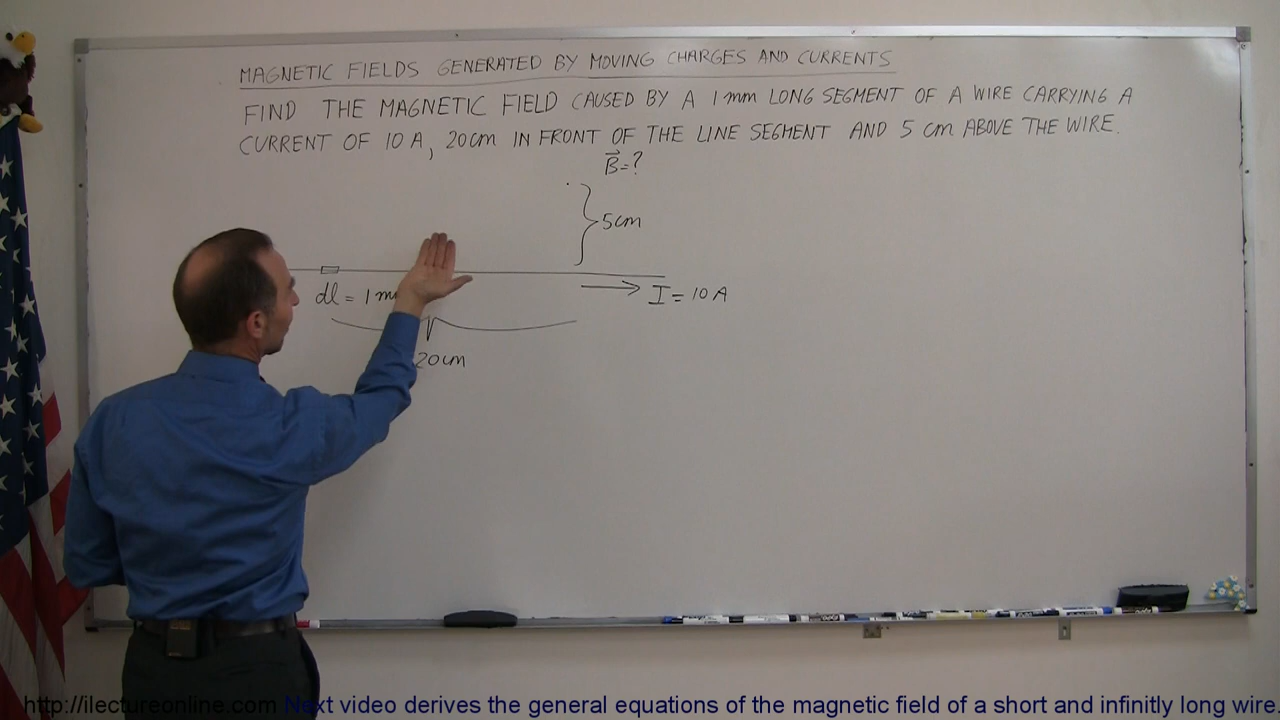 MAGNETIC FIELDS GENERATED BY MOVING CHARGES AND CURRENTS
FIND THE MAGNETIC FIELD CAUSED BY A 1mm LONG SEGMENT OF A WIRE CARRYING A
CURRENT OF 10 A, 20cm IN FRONT OF THE LINE SEGMENT AND 5 cm ABOVE THE WIRE.
B⃗=?
5cm
dl = 1m
I = 10 A
20cm
http://ilectureonline.com Next video derives the general equations of the magnetic field of a short and infinitly long wire.